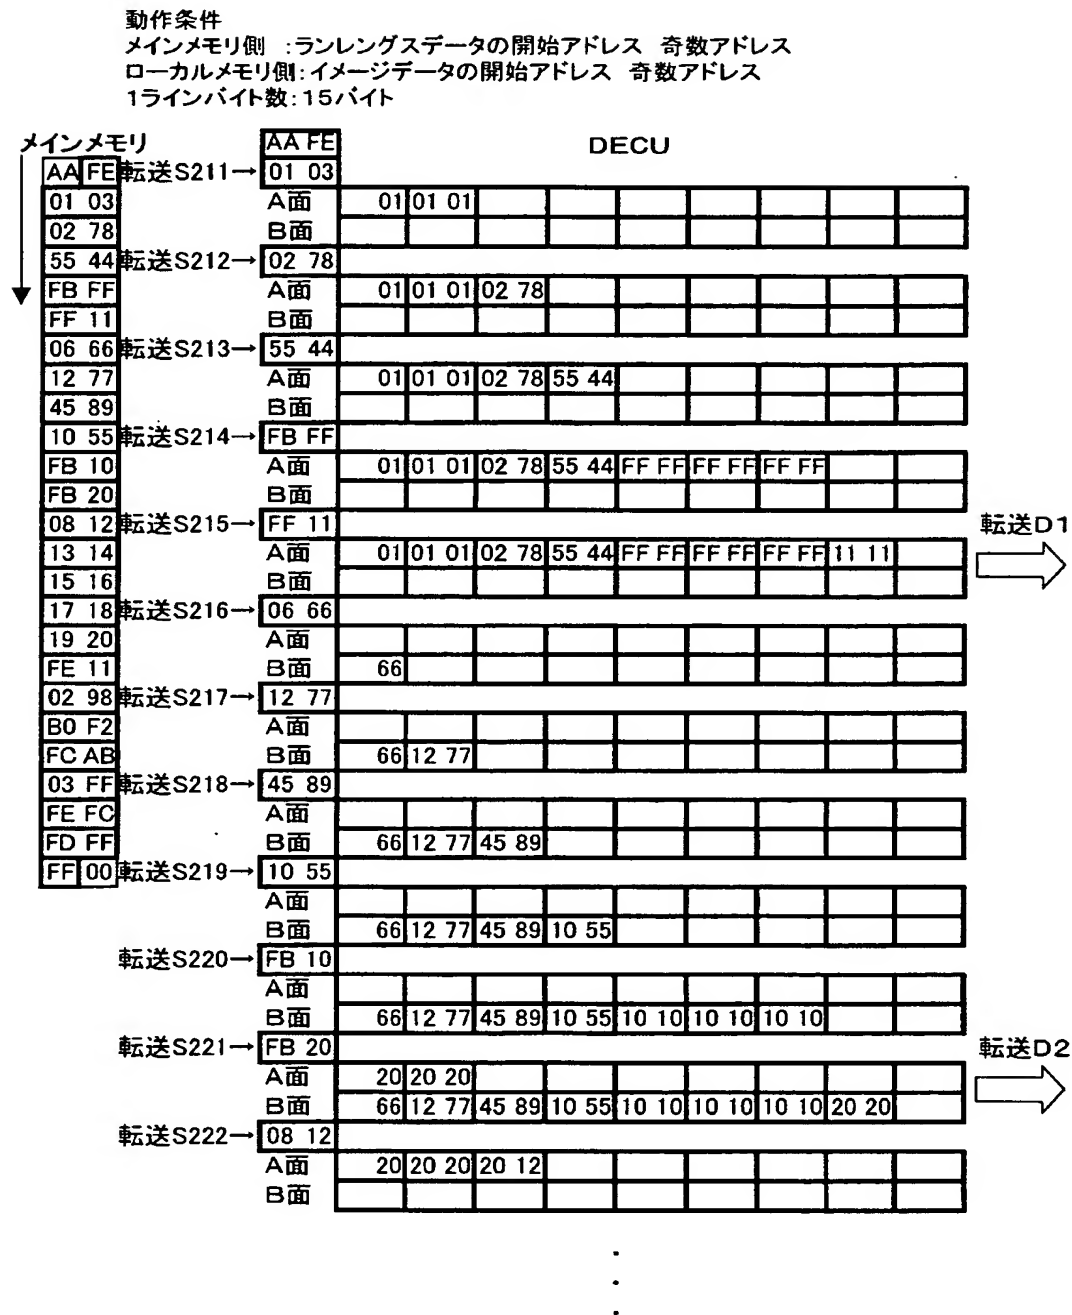 動作条件
メインメモリ側 :ランレングスデータの開始アドレス 奇数アドレス
ローカルメモリ側:イメージデータの開始アドレス 奇数アドレス
1ラインバイト数:15バイト
メインメモリ AA FE DECU
AA FE 転送S211→ 01 03
01 03 A面 01 01 01
02 78 B面
55 44 転送S212→ 02 78
FB FF A面 01 01 01 02 78
FF 11 B面
06 66 転送S213→ 55 44
12 77 A面 01 01 01 02 78 55 44
45 89 B面
10 55 転送S214→ FB FF
FB 10 A面 01 01 01 02 78 55 44 FF FF FF FF FF FF
FB 20 B面
08 12 転送S215→ FF 11 転送D1
13 14 A面 01 01 01 02 78 55 44 FF FF FF FF FF FF 11 11
15 16 B面
17 18 転送S216→ 06 66
19 20 A面
FE 11 B面 66
02 98 転送S217→ 12 77
B0 F2 A面
FC AB B面 66 12 77
03 FF 転送S218→ 45 89
FE FC A面
FD FF B面 66 12 77 45 89
FF 00 転送S219→ 10 55
A面
B面 66 12 77 45 89 10 55
転送S220→ FB 10
A面
B面 66 12 77 45 89 10 55 10 10 10 10 10 10
転送S221→ FB 20 転送D2
A面 20 20 20
B面 66 12 77 45 89 10 55 10 10 10 10 10 10 20 20
転送S222→ 08 12
A面 20 20 20 20 12
B面